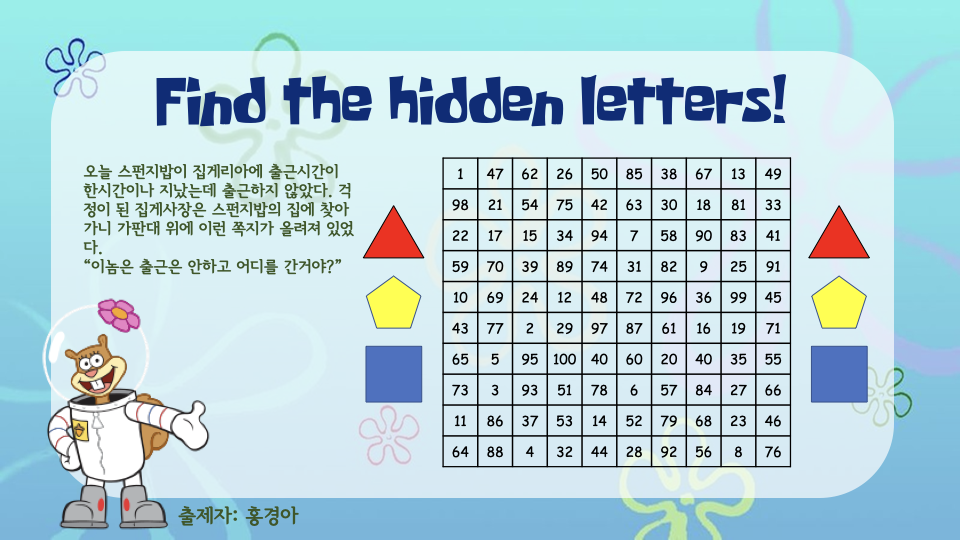 Find the hidden letters!
오늘 스펀지밥이 집게리아에 출근시간이
한시간이나 지났는데 출근하지 않았다. 걱
정이 된 집게사장은 스펀지밥의 집에 찾아
가니 가판대 위에 이런 쪽지가 올려져 있었
다.
“이놈은 출근은 안하고 어디를 간거야?”
1 47 62 26 50 85 38 67 13 49
98 21 54 75 42 63 30 18 81 33
22 17 15 34 94 7 58 90 83 41
59 70 39 89 74 31 82 9 25 91
10 69 24 12 48 72 96 36 99 45
43 77 2 29 97 87 61 16 19 71
65 5 95 100 40 60 20 40 35 55
73 3 93 51 78 6 57 84 27 66
11 86 37 53 14 52 79 68 23 46
64 88 4 32 44 28 92 56 8 76
출제자: 홍경아